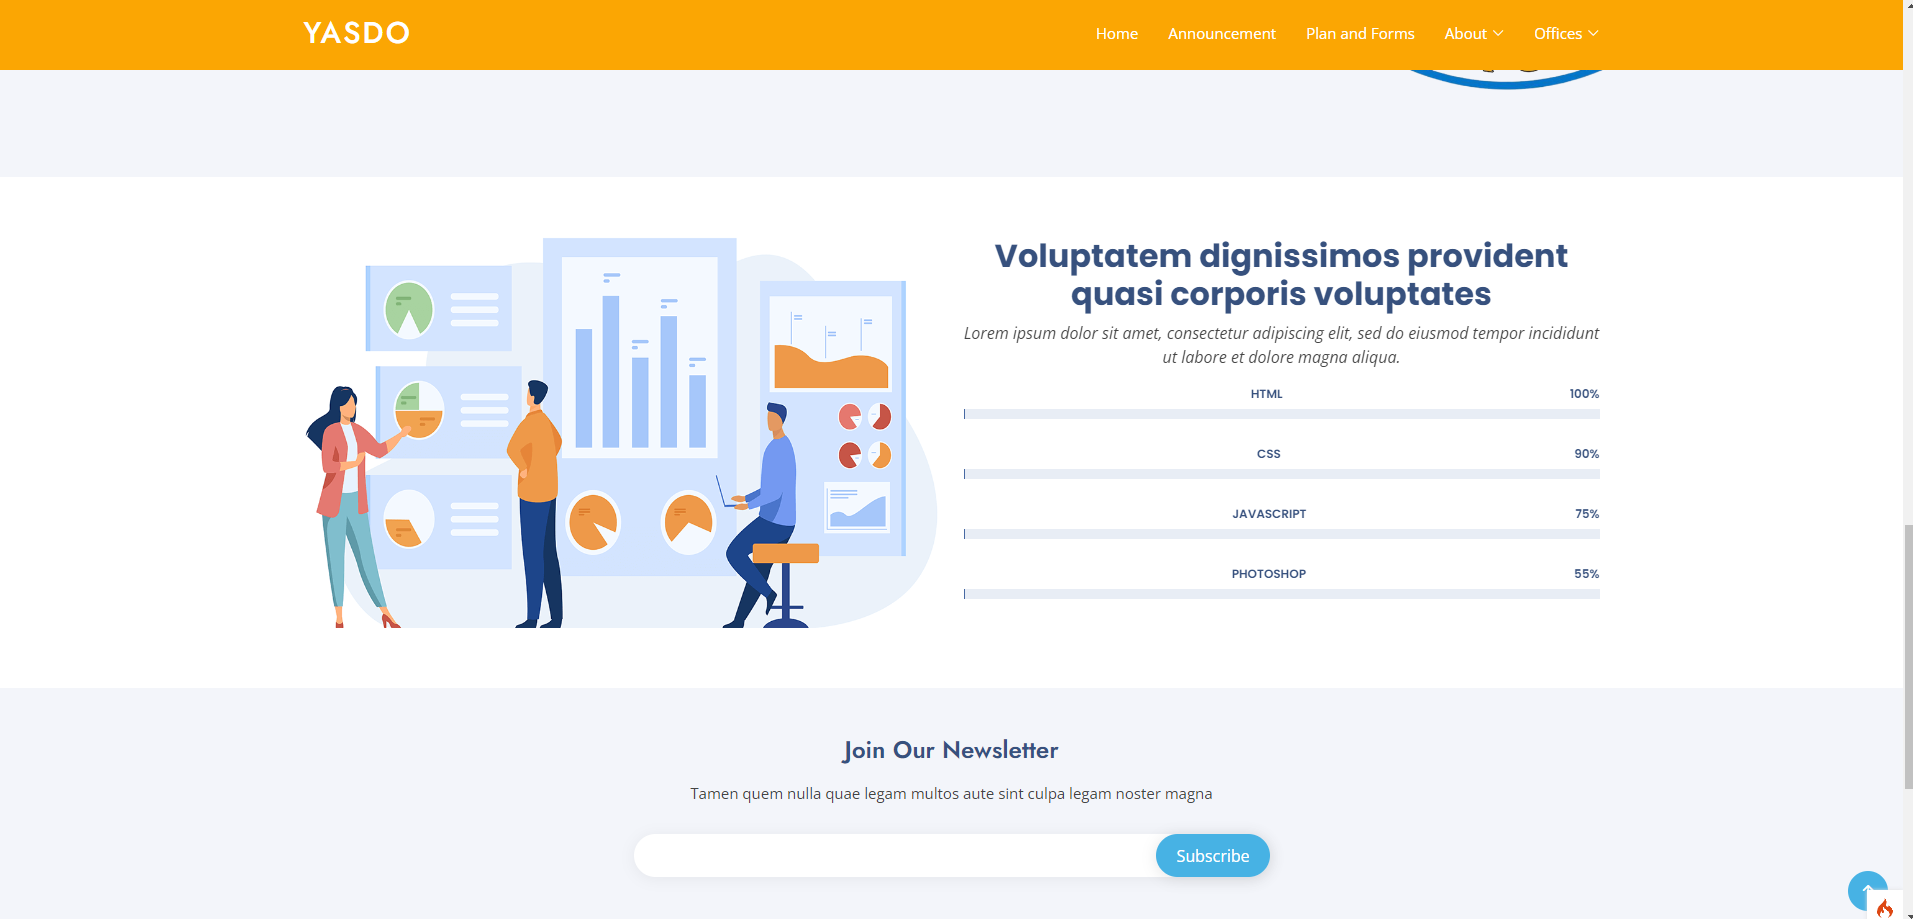 YASDO
Home Announcement Plan and Forms About Offices
Voluptatem dignissimos provident
quasi corporis voluptates
Lorem ipsum dolor sit amet, consectetur adipiscing elit, sed do eiusmod tempor incididunt
ut labore et dolore magna aliqua.
HTML 100%
CSS 90%
JAVASCRIPT 75%
PHOTOSHOP 55%
Join Our Newsletter
Tamen quem nulla quae legam multos aute sint culpa legam noster magna
Subscribe